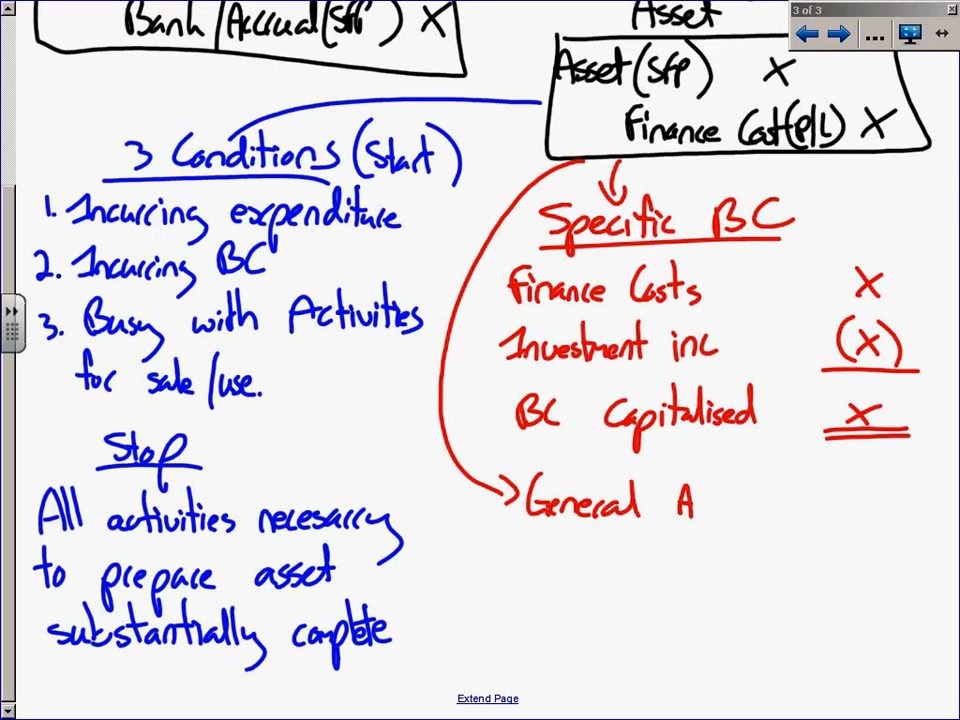 3 of 3
Bank/Accrual(SFP) X
Asset
Asset(SFP) X
Finance Cost(P/L) X
3 Conditions (Start)
1. Incurring expenditure
2. Incurring BC
3. Busy with Activities
for sale/use.
Stop
All activities necesarry
to prepare asset
substantially complete
Specific BC
Finance Costs X
Investment inc (X)
BC Capitalised X
General A
Extend Page